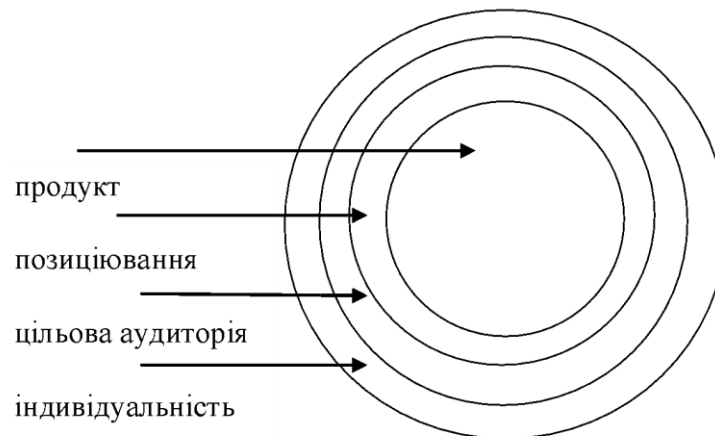 продукт
позиціювання
цільова аудиторія
індивідуальність